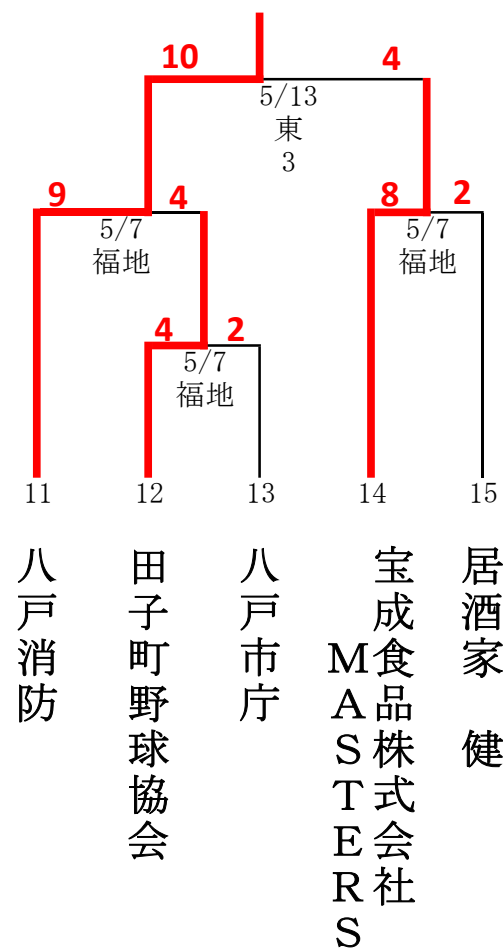 10
4
5/13
東
3
9
4
8
2
5/7
福地
5/7
福地
4
2
5/7
福地
11
12
13
14
15
八戸消防
田子町野球協会
八戸市庁
宝成食品株式会社
MASTERS
居酒家 健